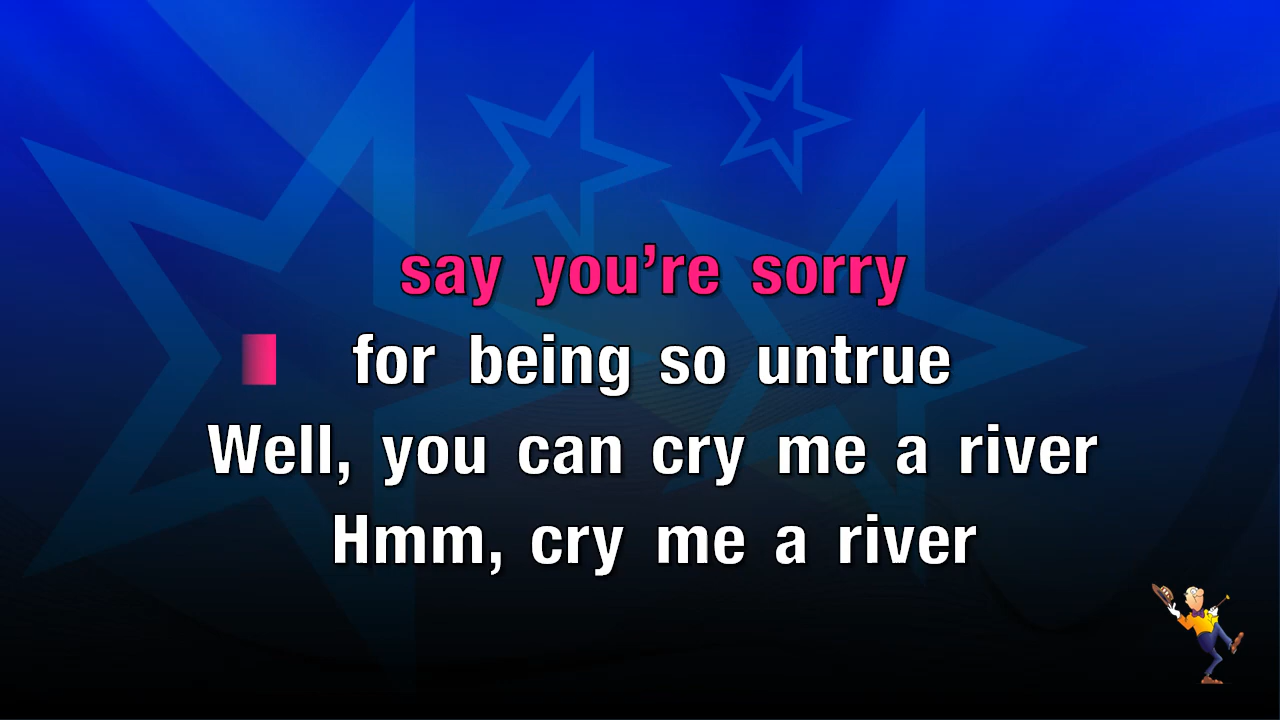 say you’re sorry
for being so untrue
Well, you can cry me a river
Hmm, cry me a river